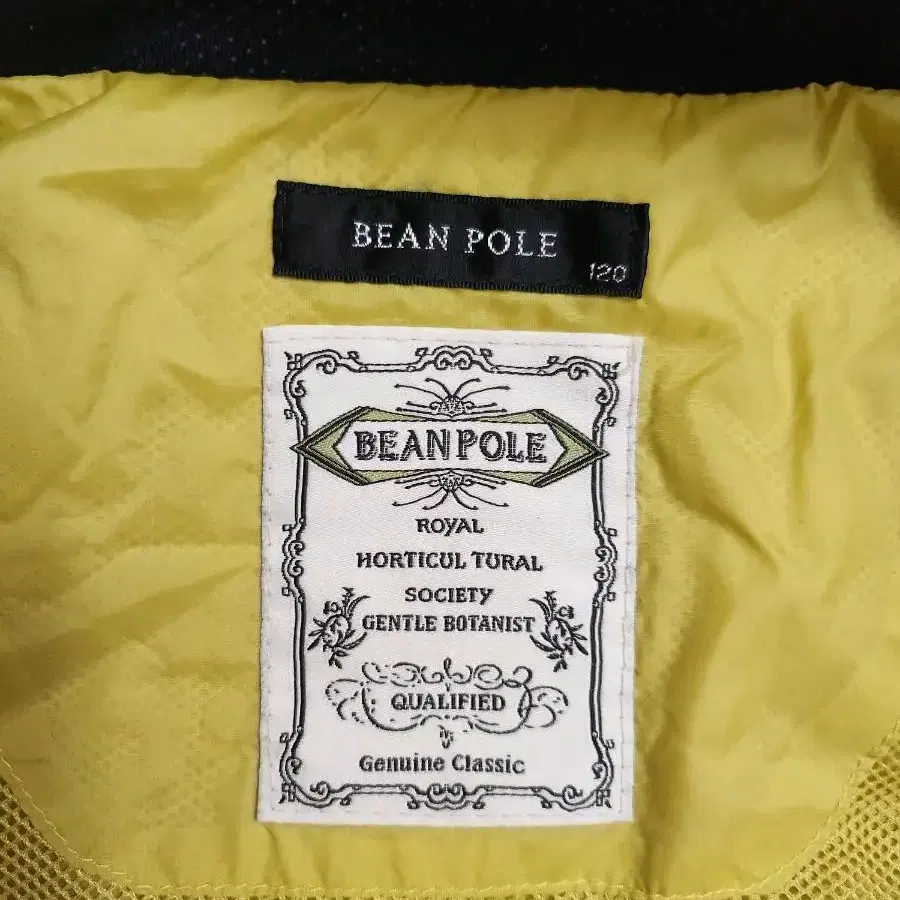 BEAN POLE
120
BEANPOLE
ROYAL
HORTICUL TURAL
SOCIETY
GENTLE BOTANIST
QUALIFIED
Genuine Classic